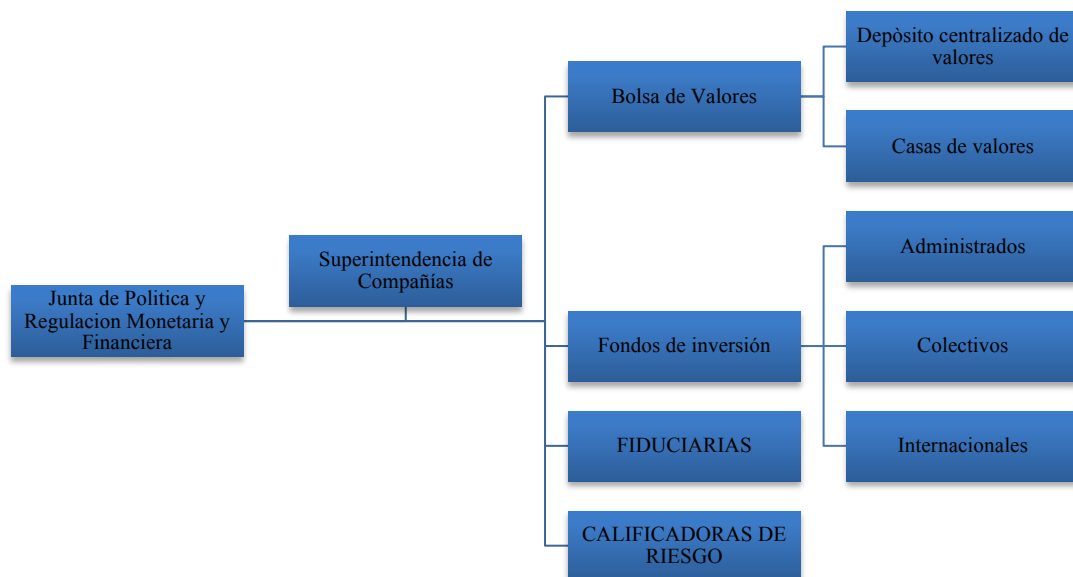 Junta de Politica y
Regulacion Monetaria y
Financiera
Superintendencia de
Compañías
Bolsa de Valores
Depòsito centralizado de
valores
Casas de valores
Fondos de inversión
Administrados
Colectivos
Internacionales
FIDUCIARIAS
CALIFICADORAS DE
RIESGO